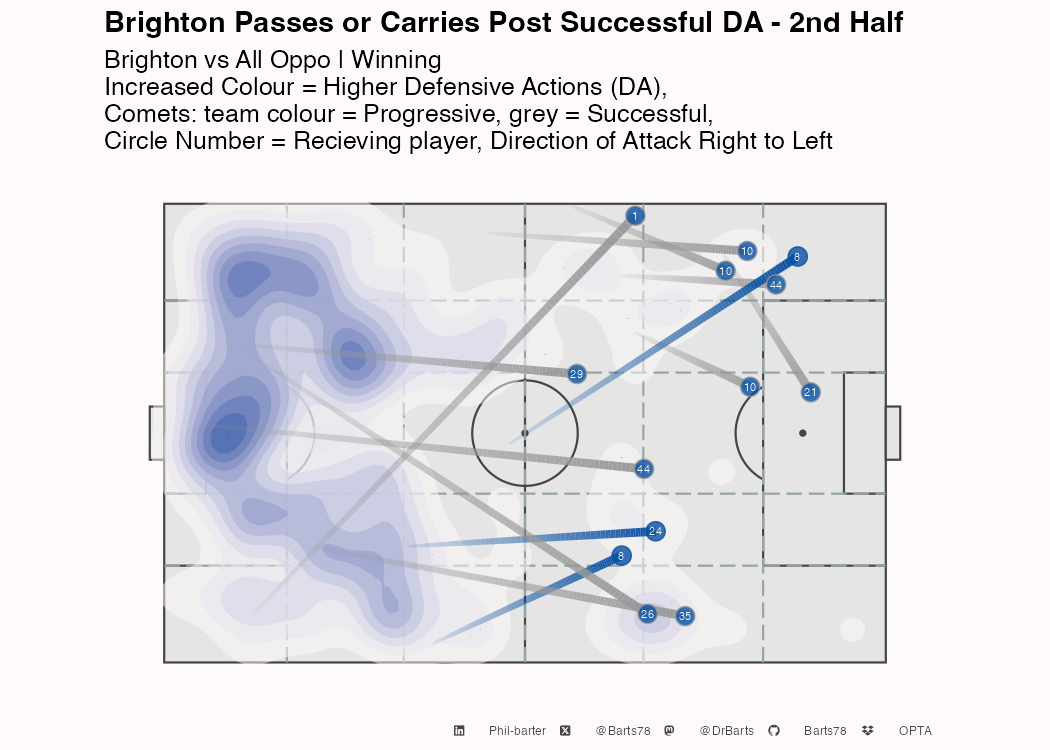 Brighton Passes or Carries Post Successful DA - 2nd Half
Brighton vs All Oppo | Winning
Increased Colour = Higher Defensive Actions (DA),
Comets: team colour = Progressive, grey = Successful,
Circle Number = Recieving player, Direction of Attack Right to Left
1
10
8
10
44
29
10
21
44
24
8
26
35
Phil-barter @Barts78 @DrBarts Barts78 OPTA